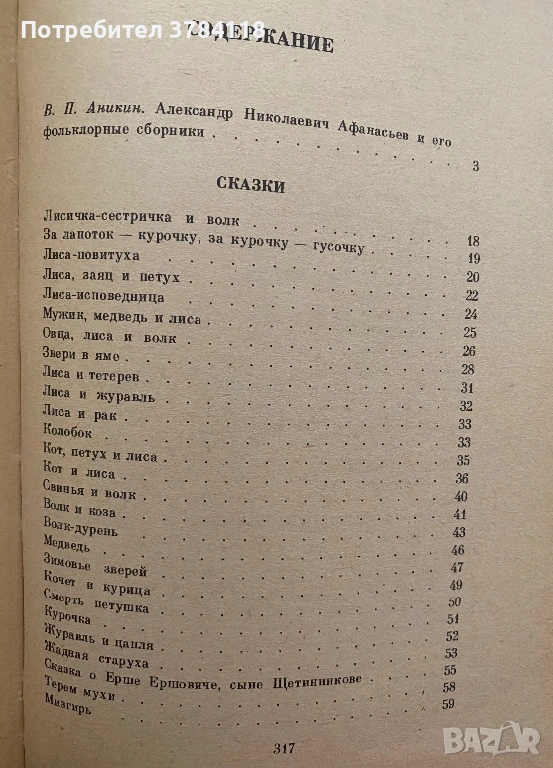 Потребител 3784118
СОДЕРЖАНИЕ
В. П. Аникин. Александр Николаевич Афанасьев и его
фольклорные сборники . . . . . . . . . . 3
СКАЗКИ
Лисичка-сестричка и волк . . . . . . . . 18
За лапоток — курочку, за курочку — гусочку . . . . 19
Лиса-повитуха . . . . . . . . . . 20
Лиса, заяц и петух . . . . . . . . . . 22
Лиса-исповедница . . . . . . . . . . 24
Мужик, медведь и лиса . . . . . . . . . . 25
Овца, лиса и волк . . . . . . . . . . 26
Звери в яме . . . . . . . . . . 28
Лиса и тетерев . . . . . . . . . . 31
Лиса и журавль . . . . . . . . . . 32
Лиса и рак . . . . . . . . . . 33
Колобок . . . . . . . . . . 33
Кот, петух и лиса . . . . . . . . . . 35
Кот и лиса . . . . . . . . . . 36
Свинья и волк . . . . . . . . . . 40
Волк и коза . . . . . . . . . . 41
Волк-дурень . . . . . . . . . . 43
Медведь . . . . . . . . . . 46
Зимовье зверей . . . . . . . . . . 47
Кочет и курица . . . . . . . . . . 49
Смерть петушка . . . . . . . . . . 50
Курочка . . . . . . . . . . 51
Журавль и цапля . . . . . . . . . . 52
Жадная старуха . . . . . . . . . . 53
Сказка о Ерше Ершовиче, сыне Щетинникове . . . . 55
Терем мухи . . . . . . . . . . 58
Мизгирь . . . . . . . . . . 59
317
BAZAR